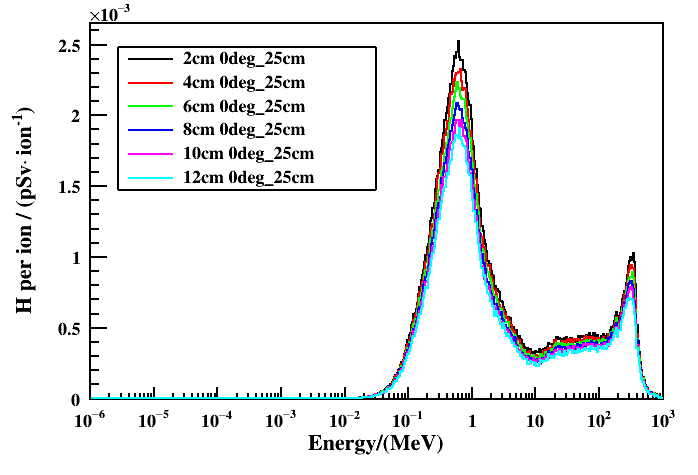 ×10⁻³
2.5
2
1.5
1
0.5
0
H per ion / (pSv· ion⁻¹)
2cm 0deg_25cm
4cm 0deg_25cm
6cm 0deg_25cm
8cm 0deg_25cm
10cm 0deg_25cm
12cm 0deg_25cm
10⁻⁶ 10⁻⁵ 10⁻⁴ 10⁻³ 10⁻² 10⁻¹ 1 10 10² 10³
Energy/(MeV)